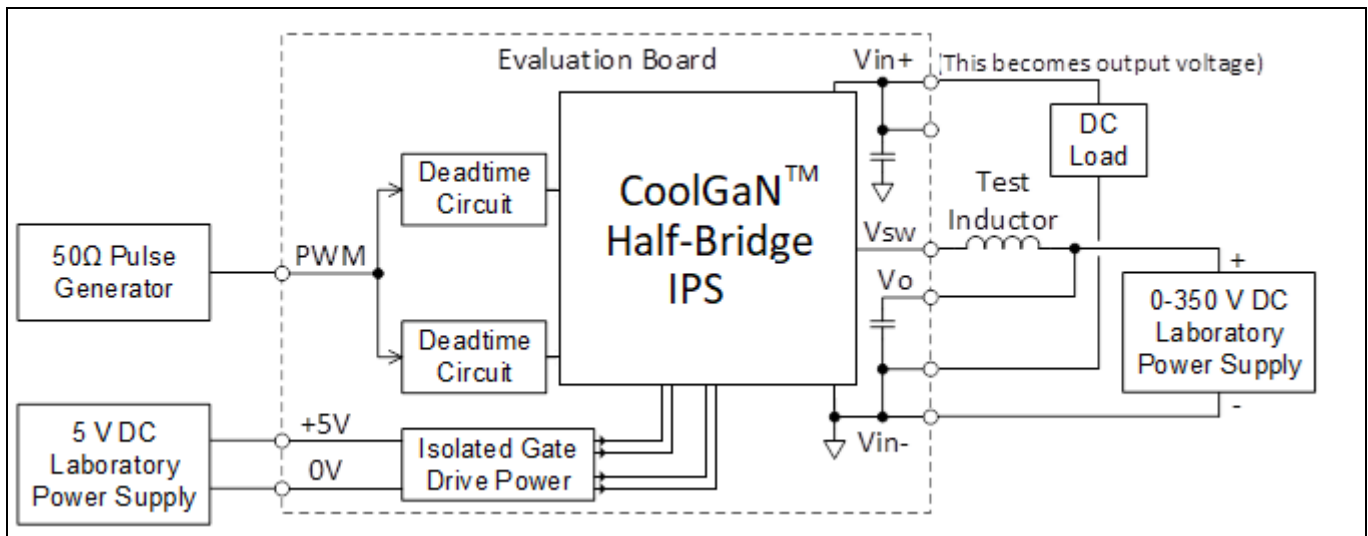 Evaluation Board
Vin+
(This becomes output voltage)
DC
Load
Deadtime
Circuit
CoolGaN™
Half-Bridge
IPS
Test
Inductor
Vsw
50Ω Pulse
Generator
PWM
Vo
+
0-350 V DC
Laboratory
Power Supply
-
Deadtime
Circuit
5 V DC
Laboratory
Power Supply
+5V
0V
Isolated Gate
Drive Power
Vin-